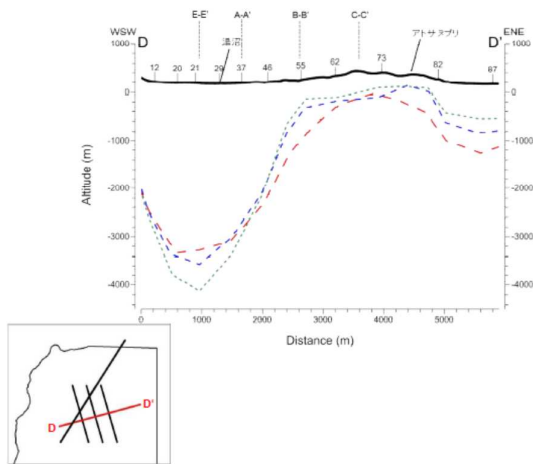 E-E' A-A' B-B' C-C'
WSW ENE
D D'
1000 湯沼 アトサヌプリ 1000
12 20 21 29 37 46 55 62 73 82 87
0 0
-1000 -1000
-2000 -2000
-3000 -3000
-4000 -4000
Altitude (m)
0 1000 2000 3000 4000 5000
Distance (m)
D D'